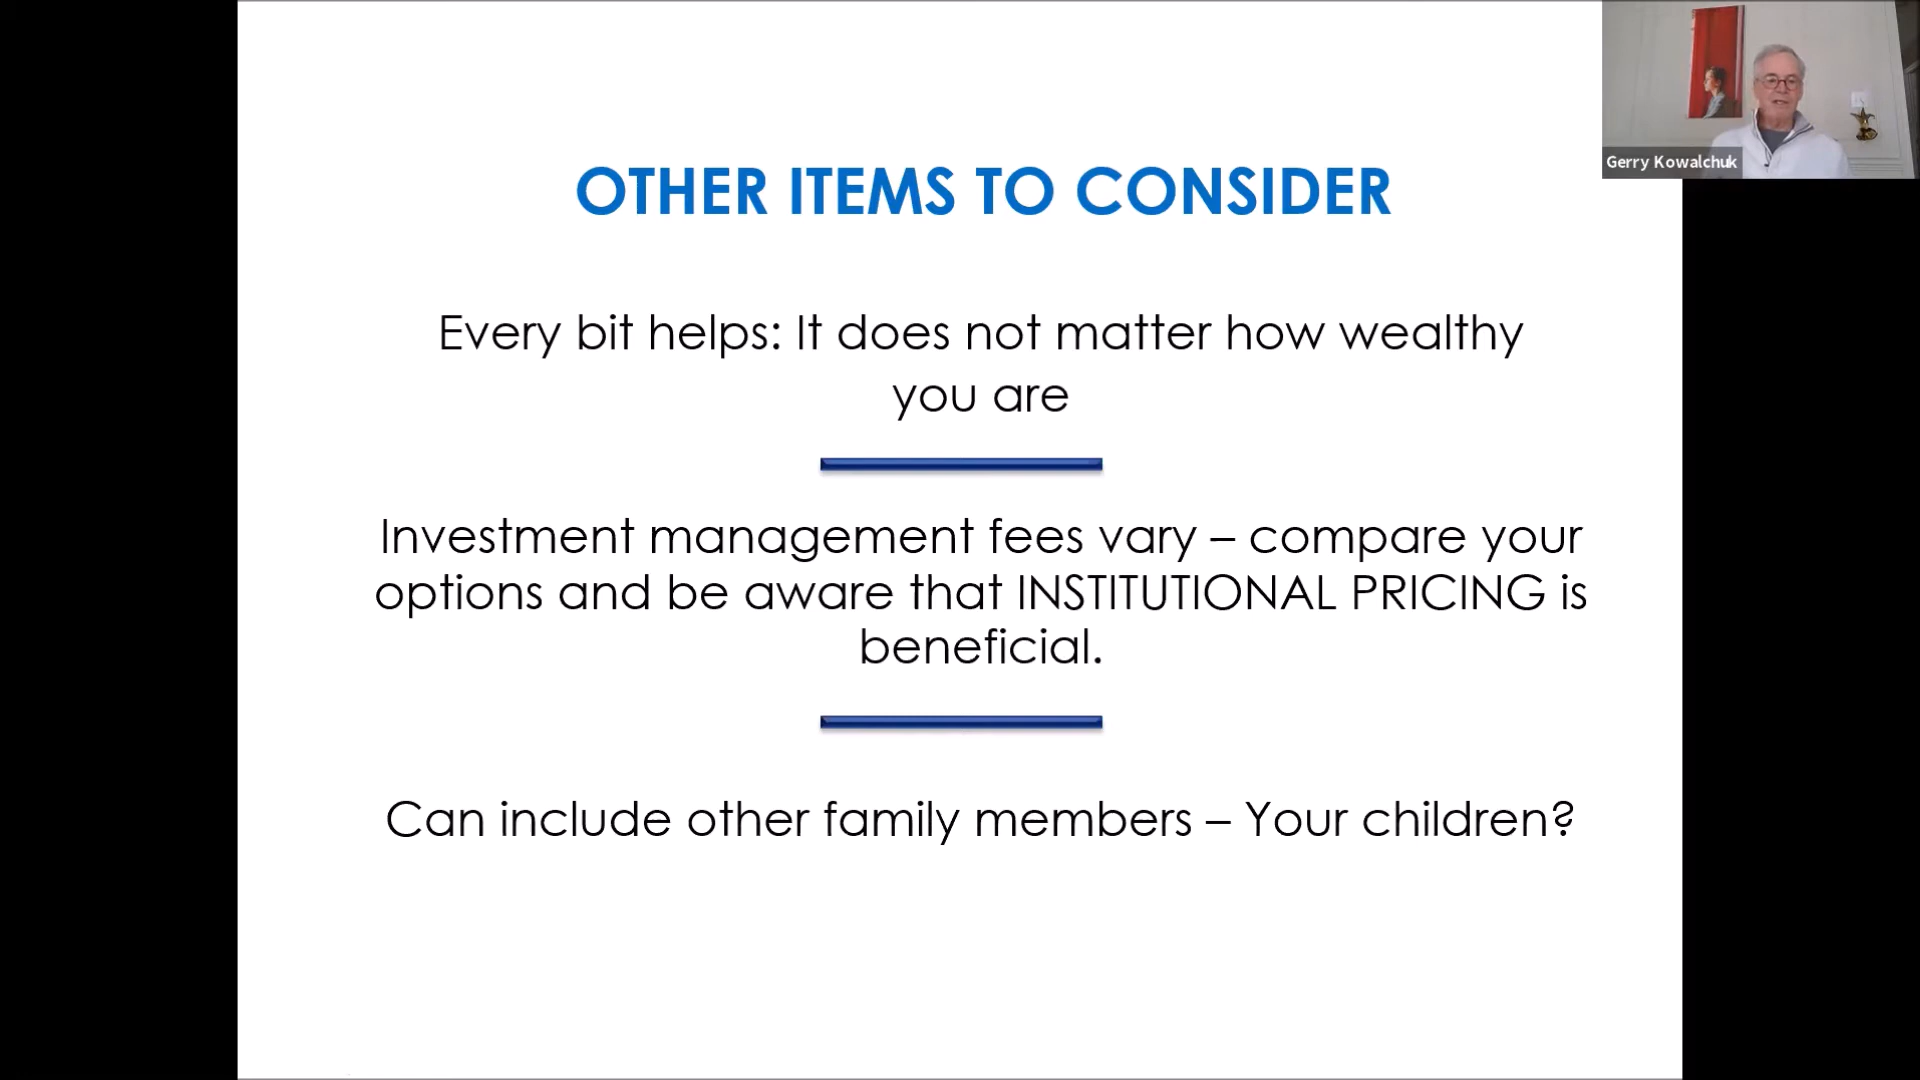 OTHER ITEMS TO CONSIDER
Every bit helps: It does not matter how wealthy
you are
Investment management fees vary – compare your
options and be aware that INSTITUTIONAL PRICING is
beneficial.
Can include other family members – Your children?
Gerry Kowalchuk